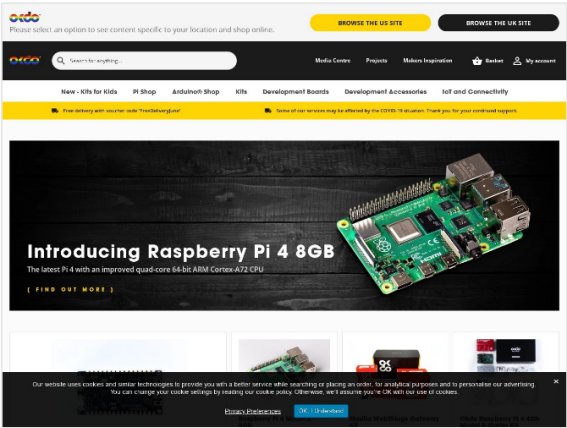 okdo
Please select an option to see content specific to your location and shop online.
BROWSE THE US SITE
BROWSE THE UK SITE
okdo
Search for anything...
Media Centre
Projects
Makers Inspiration
Basket
My account
New - Kits for Kids
Pi Shop
Arduino® Shop
Kits
Development Boards
Development Accessories
IoT and Connectivity
Free delivery with voucher code 'FreeDeliveryJune'
Some of our services may be affected by the COVID-19 situation. Thank you for your continued support.
Introducing Raspberry Pi 4 8GB
The latest Pi 4 with an improved quad-core 64-bit ARM Cortex-A72 CPU
( FIND OUT MORE )
HDMI
Our website uses cookies and similar technologies to provide you with a better service while searching or placing an order, for analytical purposes and to personalise our advertising.
You can change your cookie settings by reading our cookie policy. Otherwise, we'll assume you're OK with our use of cookies.
Privacy Preferences
OK, I Understand